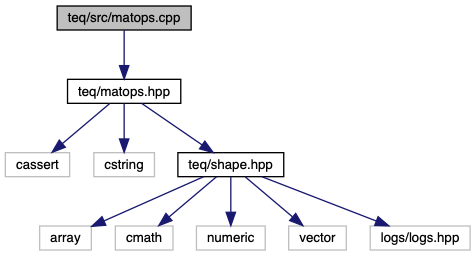 teq/src/matops.cpp
teq/matops.hpp
cassert
cstring
teq/shape.hpp
array
cmath
numeric
vector
logs/logs.hpp